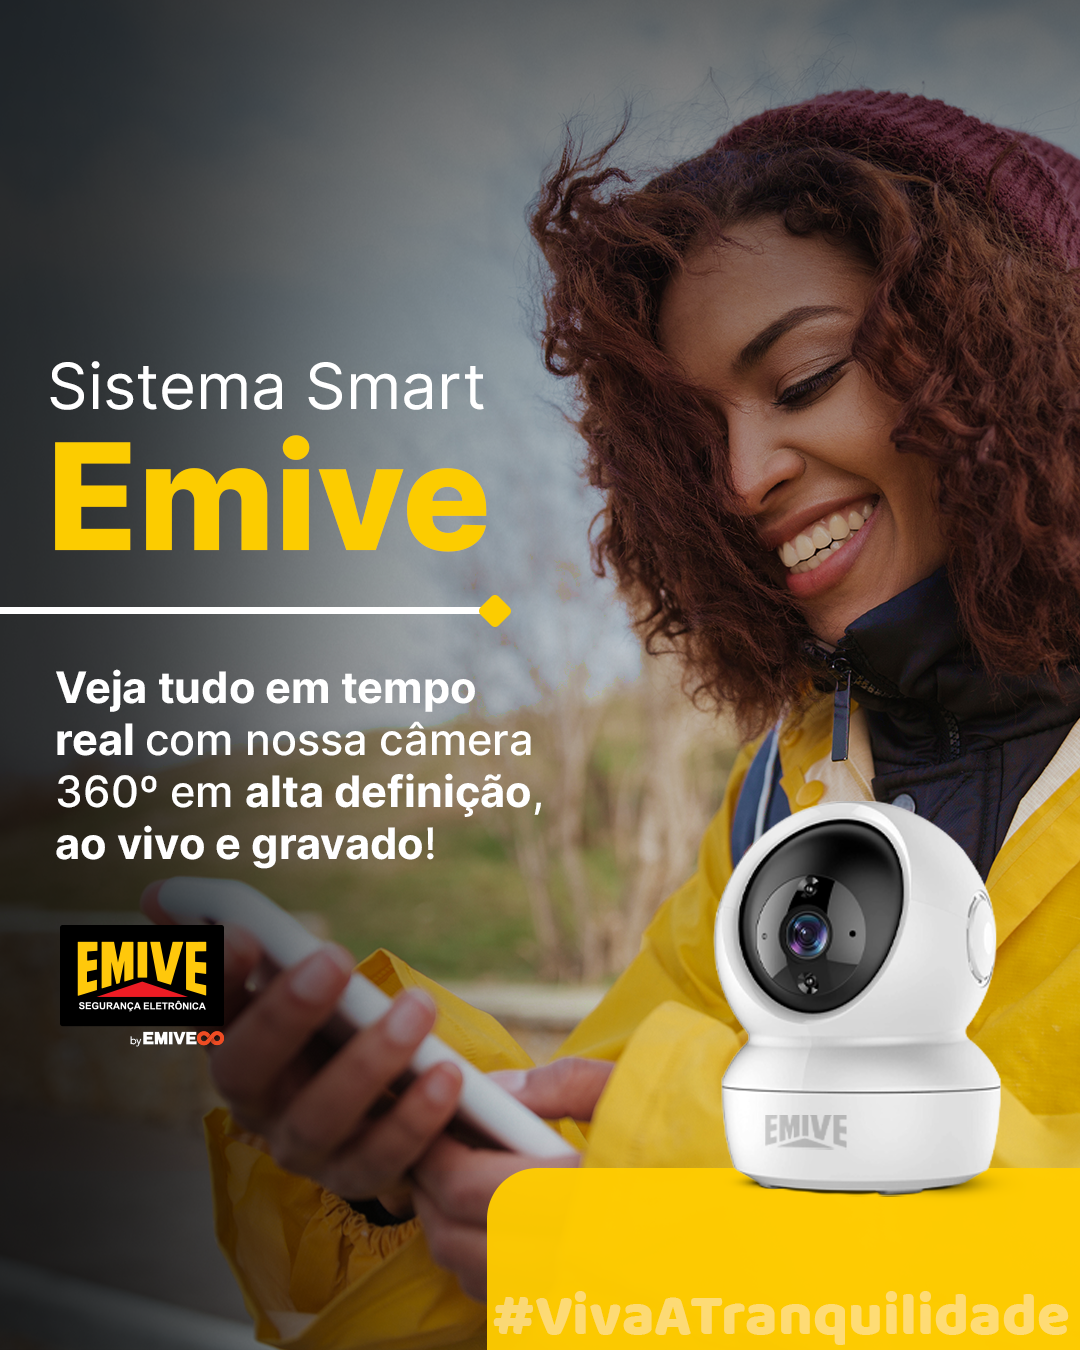 Sistema Smart
Emive
Veja tudo em tempo
real com nossa câmera
360º em alta definição,
ao vivo e gravado!
EMIVE
SEGURANÇA ELETRÔNICA
by EMIVE
EMIVE
#VivaATranquilidade